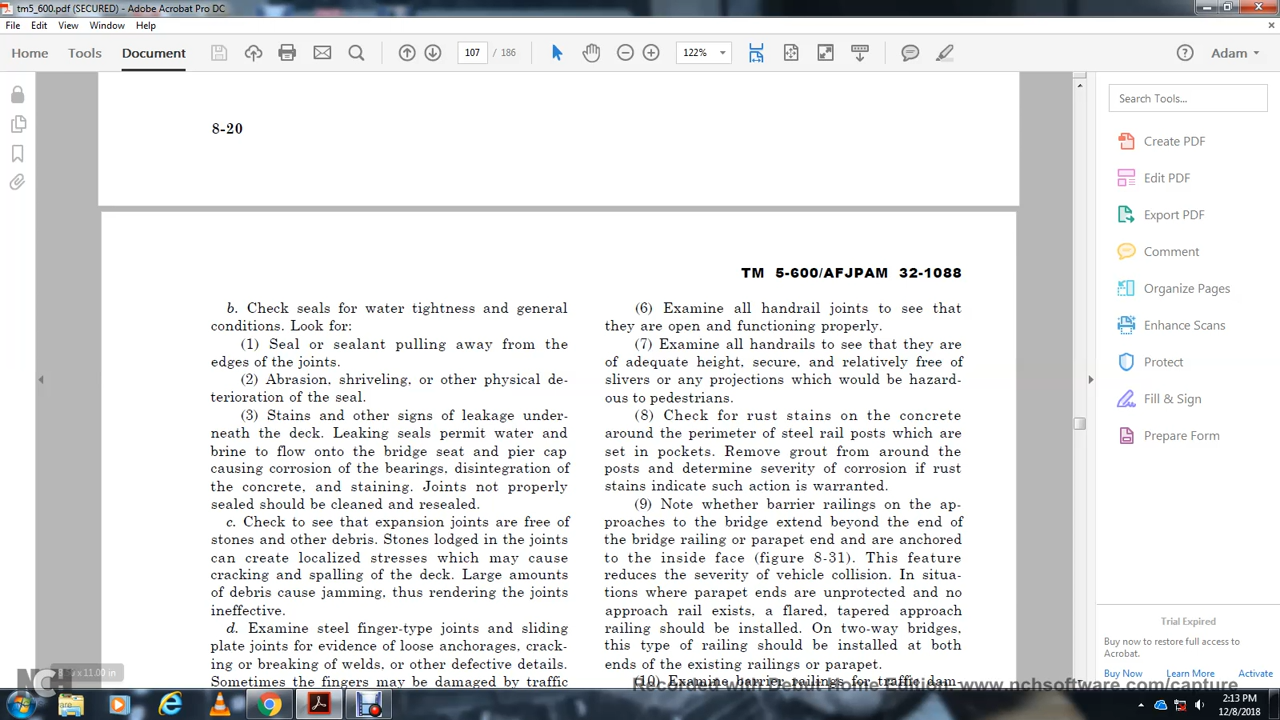 tm5_600.pdf (SECURED) - Adobe Acrobat Pro DC
File Edit View Window Help
Home Tools Document 107 / 186 122% Adam
Search Tools...
Create PDF
Edit PDF
Export PDF
Comment
Organize Pages
Enhance Scans
Protect
Fill & Sign
Prepare Form
Trial Expired
Buy now to restore full access to
Acrobat.
Buy Now Learn More Activate
8-20
TM 5-600/AFJPAM 32-1088
b. Check seals for water tightness and general
conditions. Look for:
(1) Seal or sealant pulling away from the
edges of the joints.
(2) Abrasion, shriveling, or other physical de-
terioration of the seal.
(3) Stains and other signs of leakage under-
neath the deck. Leaking seals permit water and
brine to flow onto the bridge seat and pier cap
causing corrosion of the bearings, disintegration of
the concrete, and staining. Joints not properly
sealed should be cleaned and resealed.
c. Check to see that expansion joints are free of
stones and other debris. Stones lodged in the joints
can create localized stresses which may cause
cracking and spalling of the deck. Large amounts
of debris cause jamming, thus rendering the joints
ineffective.
d. Examine steel finger-type joints and sliding
plate joints for evidence of loose anchorages, crack-
ing or breaking of welds, or other defective details.
Sometimes the fingers may be damaged by traffic
(6) Examine all handrail joints to see that
they are open and functioning properly.
(7) Examine all handrails to see that they are
of adequate height, secure, and relatively free of
slivers or any projections which would be hazard-
ous to pedestrians.
(8) Check for rust stains on the concrete
around the perimeter of steel rail posts which are
set in pockets. Remove grout from around the
posts and determine severity of corrosion if rust
stains indicate such action is warranted.
(9) Note whether barrier railings on the ap-
proaches to the bridge extend beyond the end of
the bridge railing or parapet end and are anchored
to the inside face (figure 8-31). This feature
reduces the severity of vehicle collision. In situa-
tions where parapet ends are unprotected and no
approach rail exists, a flared, tapered approach
railing should be installed. On two-way bridges,
this type of railing should be installed at both
ends of the existing railings or parapet.
(10) Examine barrier railings for traffic dam-
x 11.00 in
NCH
Recorded with Debut Home Edition www.nchsoftware.com/capture
2:13 PM
12/8/2018